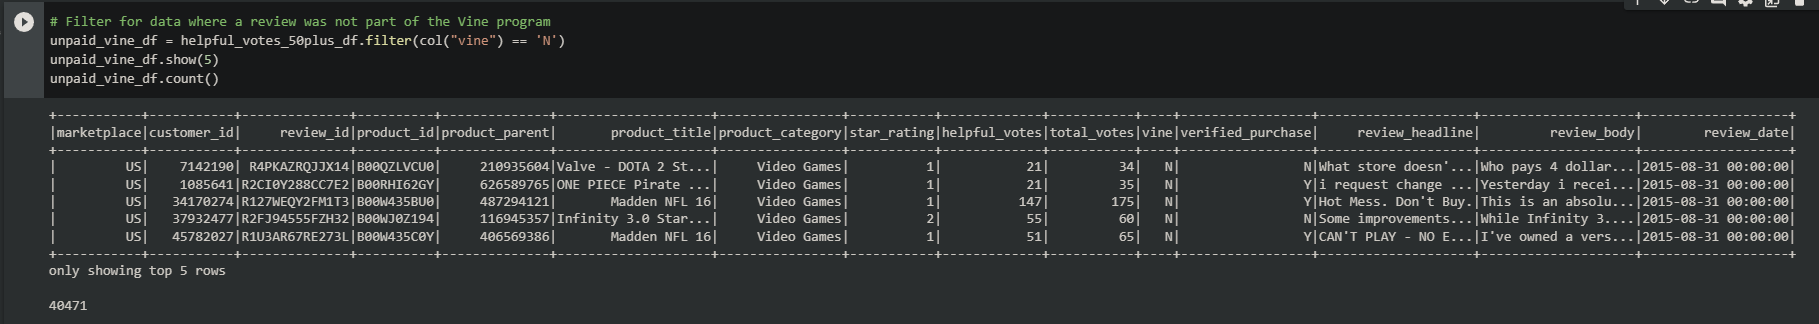 # Filter for data where a review was not part of the Vine program
unpaid_vine_df = helpful_votes_50plus_df.filter(col("vine") == 'N')
unpaid_vine_df.show(5)
unpaid_vine_df.count()
+-----------+-----------+--------------+----------+--------------+--------------------+----------------+-----------+-------------+-----------+----+-----------------+--------------------+--------------------+-------------------+
|marketplace|customer_id|     review_id|product_id|product_parent|       product_title|product_category|star_rating|helpful_votes|total_votes|vine|verified_purchase|     review_headline|         review_body|        review_date|
+-----------+-----------+--------------+----------+--------------+--------------------+----------------+-----------+-------------+-----------+----+-----------------+--------------------+--------------------+-------------------+
|         US|    7142190| R4PKAZRQJJX14|B00QZLVCU0|     210935604|Valve - DOTA 2 St...|     Video Games|          1|           21|         34|   N|                N|What store doesn'...|Who pays 4 dollar...|2015-08-31 00:00:00|
|         US|    1085641|R2CI0Y288CC7E2|B00RHI62GY|     626589765|ONE PIECE Pirate ...|     Video Games|          1|           21|         35|   N|                Y|i request change ...|Yesterday i recei...|2015-08-31 00:00:00|
|         US|   34170274|R127WEQY2FM1T3|B00W435BU0|     487294121|        Madden NFL 16|     Video Games|          1|          147|        175|   N|                Y|Hot Mess. Don't Buy.|This is an absolu...|2015-08-31 00:00:00|
|         US|   37932477|R2FJ94555FZH32|B00WJ0Z194|     116945357|Infinity 3.0 Star...|     Video Games|          2|           55|         60|   N|                N|Some improvements...|While Infinity 3....|2015-08-31 00:00:00|
|         US|   45782027|R1U3AR67RE273L|B00W435C0Y|     406569386|        Madden NFL 16|     Video Games|          1|           51|         65|   N|                Y|CAN'T PLAY - NO E...|I've owned a vers...|2015-08-31 00:00:00|
+-----------+-----------+--------------+----------+--------------+--------------------+----------------+-----------+-------------+-----------+----+-----------------+--------------------+--------------------+-------------------+
only showing top 5 rows
40471